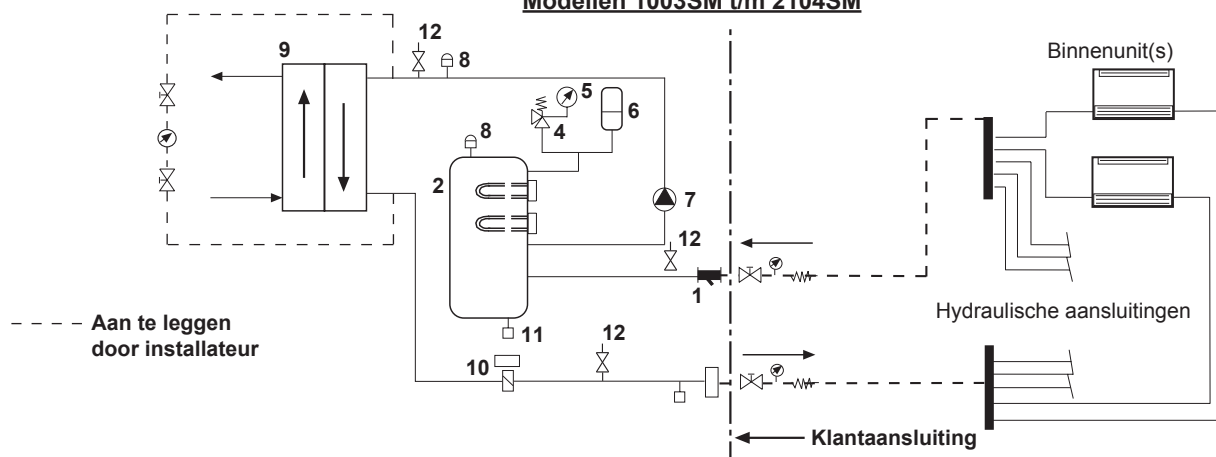 Modellen 1003SM t/m 2104SM
12
9
8
Binnenunit(s)
5
6
4
8
2
7
12
1
Hydraulische aansluitingen
Aan te leggen
door installateur
11
12
10
Klantaansluiting